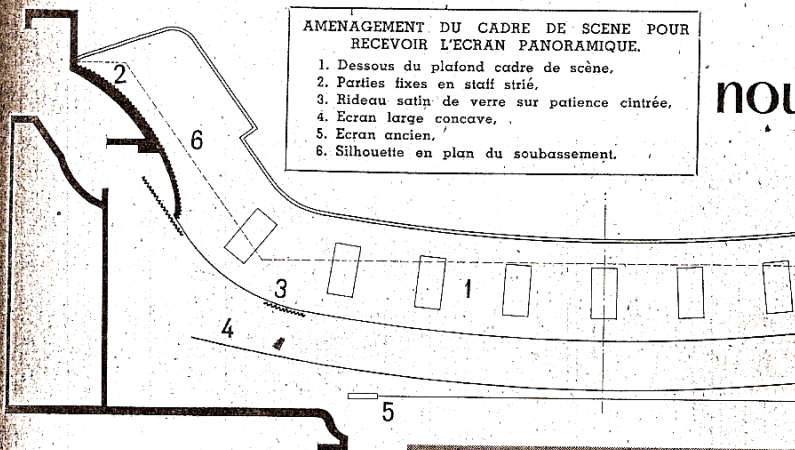 AMENAGEMENT DU CADRE DE SCENE POUR
RECEVOIR L'ECRAN PANORAMIQUE.
1. Dessous du plafond cadre de scène,
2. Parties fixes en staff strié,
3. Rideau satin de verre sur patience cintrée,
4. Ecran large concave,
5. Ecran ancien,
6. Silhouette en plan du soubassement.
2
6
nou
3
1
4
5